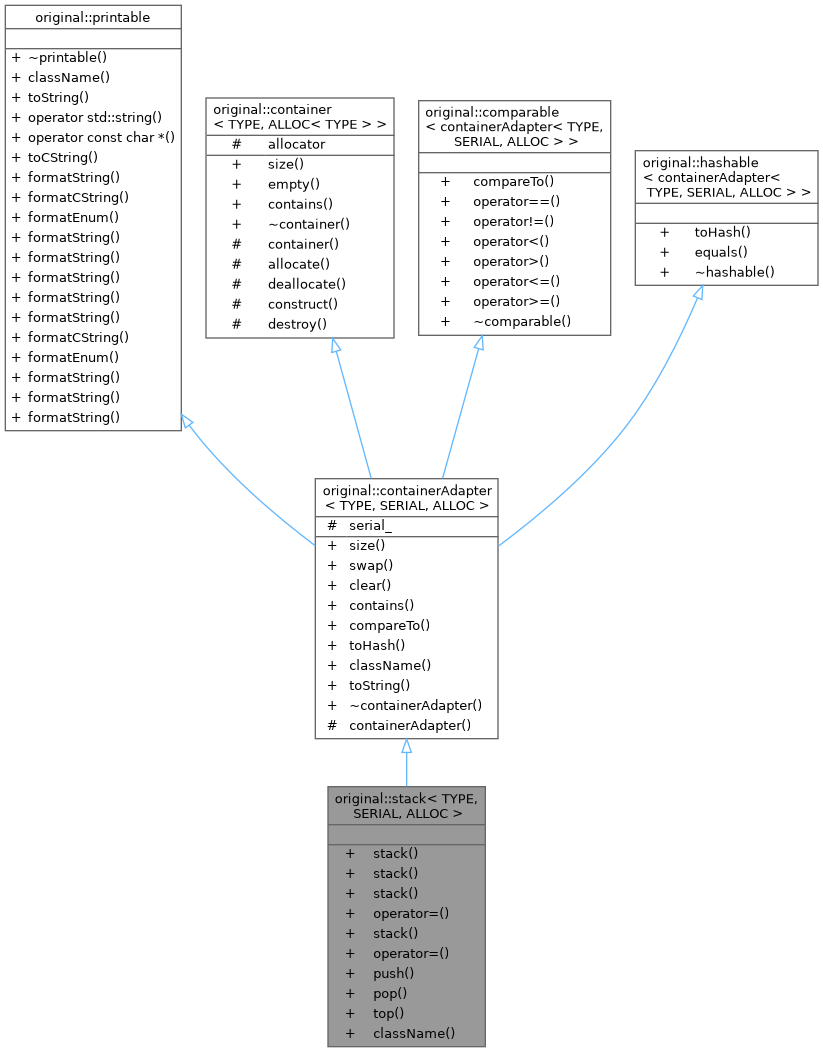 original::printable
+ ~printable()
+ className()
+ toString()
+ operator std::string()
+ operator const char *()
+ toCString()
+ formatString()
+ formatCString()
+ formatEnum()
+ formatString()
+ formatString()
+ formatString()
+ formatString()
+ formatString()
+ formatCString()
+ formatEnum()
+ formatString()
+ formatString()
+ formatString()
original::container
< TYPE, ALLOC< TYPE > >
# allocator
+ size()
+ empty()
+ contains()
+ ~container()
# container()
# allocate()
# deallocate()
# construct()
# destroy()
original::comparable
< containerAdapter< TYPE,
SERIAL, ALLOC > >
+ compareTo()
+ operator==()
+ operator!=()
+ operator<()
+ operator>()
+ operator<=()
+ operator>=()
+ ~comparable()
original::hashable
< containerAdapter<
TYPE, SERIAL, ALLOC > >
+ toHash()
+ equals()
+ ~hashable()
original::containerAdapter
< TYPE, SERIAL, ALLOC >
# serial_
+ size()
+ swap()
+ clear()
+ contains()
+ compareTo()
+ toHash()
+ className()
+ toString()
+ ~containerAdapter()
# containerAdapter()
original::stack< TYPE,
SERIAL, ALLOC >
+ stack()
+ stack()
+ stack()
+ operator=()
+ stack()
+ operator=()
+ push()
+ pop()
+ top()
+ className()